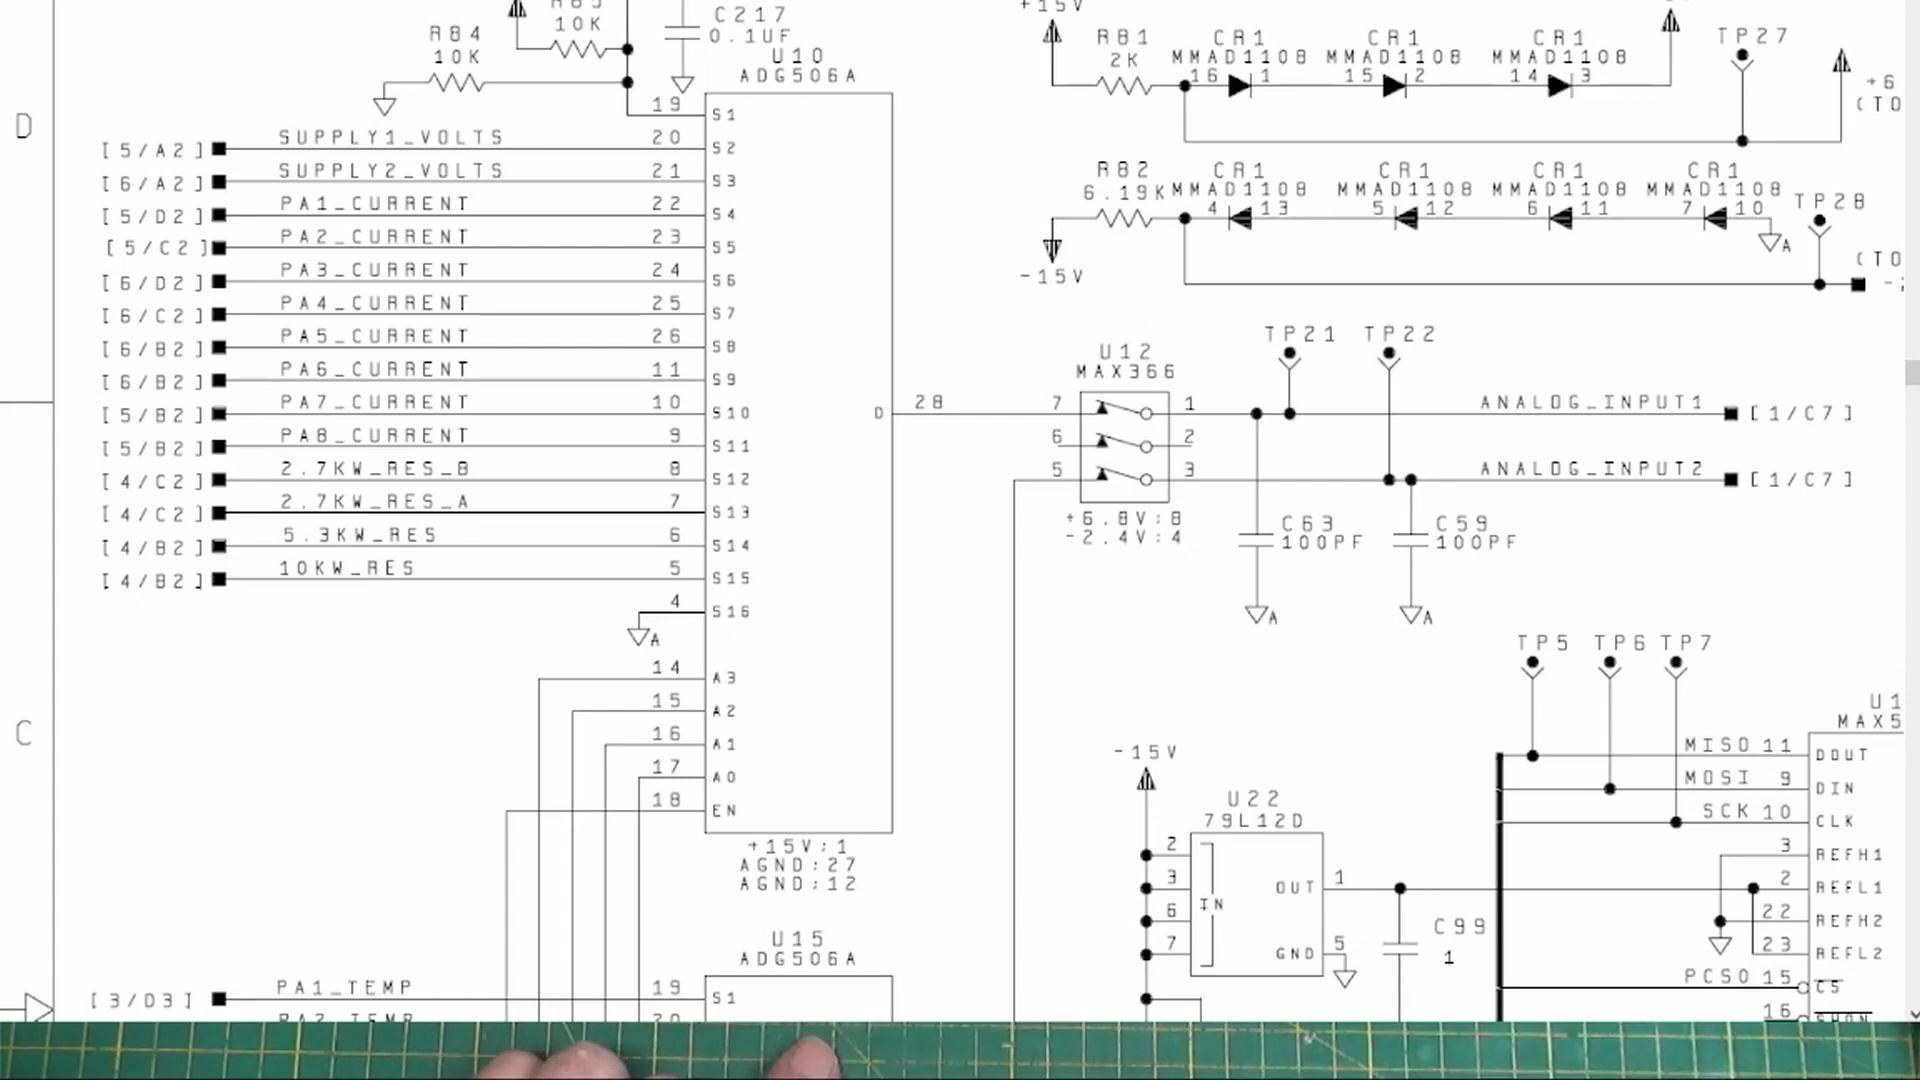 +15V
R84
10K
10K
C217
0.1UF
U10
ADG506A
D
19 S1
[5/A2] SUPPLY1_VOLTS 20 S2
[6/A2] SUPPLY2_VOLTS 21 S3
[5/D2] PA1_CURRENT 22 S4
[5/C2] PA2_CURRENT 23 S5
[6/D2] PA3_CURRENT 24 S6
[6/C2] PA4_CURRENT 25 S7
[6/B2] PA5_CURRENT 26 S8
[6/B2] PA6_CURRENT 11 S9
[5/B2] PA7_CURRENT 10 S10
[5/B2] PA8_CURRENT 9 S11
[4/C2] 2.7KW_RES_B 8 S12
[4/C2] 2.7KW_RES_A 7 S13
[4/B2] 5.3KW_RES 6 S14
[4/B2] 10KW_RES 5 S15
4 S16
A
D 28
C
14 A3
15 A2
16 A1
17 A0
18 EN
+15V:1
AGND:27
AGND:12
U15
ADG506A
[3/D3] PA1_TEMP 19 S1
PA2_TEMP 20
R81 CR1 CR1 CR1 TP27
2K MMAD1108 MMAD1108 MMAD1108
16 1 15 2 14 3
+6
(TO
R82 CR1 CR1 CR1 CR1
6.19K MMAD1108 MMAD1108 MMAD1108 MMAD1108
4 13 5 12 6 11 7 10
TP28
A
-15V
(TO
TP21 TP22
U12
MAX366
7 1 ANALOG_INPUT1 [1/C7]
6 2
5 3 ANALOG_INPUT2 [1/C7]
+6.8V:8
-2.4V:4
C63
100PF
C59
100PF
A A
TP5 TP6 TP7
-15V
U22
79L12D
2
3
6
7
IN
OUT 1
GND 5
C99
1
U1
MAX5
MISO 11 DOUT
MOSI 9 DIN
SCK 10 CLK
3 REFH1
2 REFL1
22 REFH2
23 REFL2
PCS0 15 CS
16 SHDN